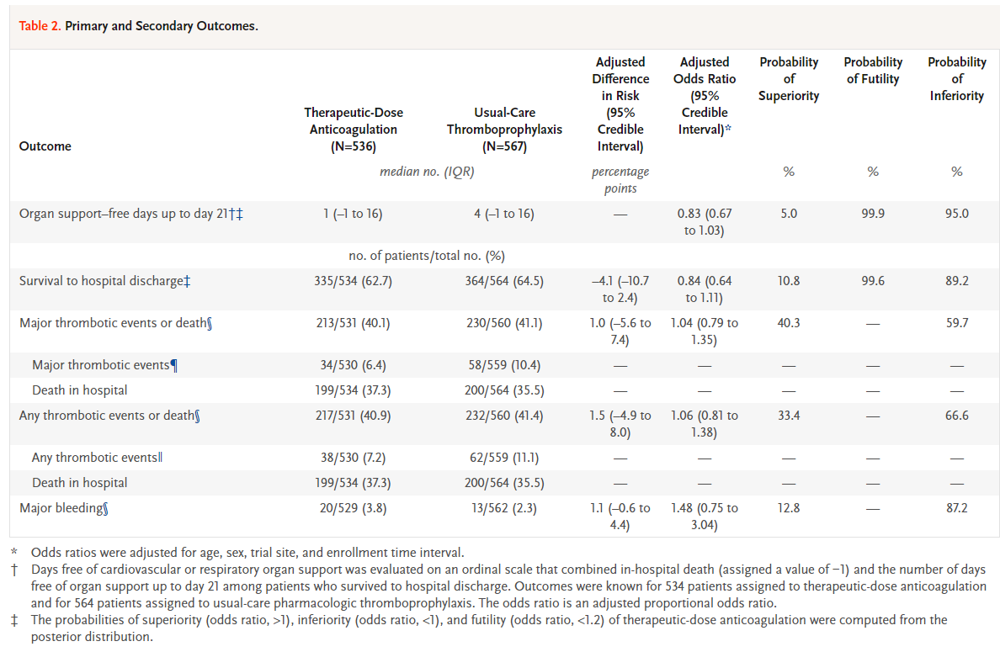 Table 2. Primary and Secondary Outcomes.
Outcome Therapeutic-Dose Anticoagulation (N=536) Usual-Care Thromboprophylaxis (N=567) Adjusted Difference in Risk (95% Credible Interval) Adjusted Odds Ratio (95% Credible Interval)* Probability of Superiority Probability of Futility Probability of Inferiority
median no. (IQR) percentage points % % %
Organ support–free days up to day 21†‡ 1 (–1 to 16) 4 (–1 to 16) — 0.83 (0.67 to 1.03) 5.0 99.9 95.0
no. of patients/total no. (%)
Survival to hospital discharge‡ 335/534 (62.7) 364/564 (64.5) –4.1 (–10.7 to 2.4) 0.84 (0.64 to 1.11) 10.8 99.6 89.2
Major thrombotic events or death§ 213/531 (40.1) 230/560 (41.1) 1.0 (–5.6 to 7.4) 1.04 (0.79 to 1.35) 40.3 — 59.7
Major thrombotic events¶ 34/530 (6.4) 58/559 (10.4) — — — — —
Death in hospital 199/534 (37.3) 200/564 (35.5) — — — — —
Any thrombotic events or death§ 217/531 (40.9) 232/560 (41.4) 1.5 (–4.9 to 8.0) 1.06 (0.81 to 1.38) 33.4 — 66.6
Any thrombotic events‖ 38/530 (7.2) 62/559 (11.1) — — — — —
Death in hospital 199/534 (37.3) 200/564 (35.5) — — — — —
Major bleeding§ 20/529 (3.8) 13/562 (2.3) 1.1 (–0.6 to 4.4) 1.48 (0.75 to 3.04) 12.8 — 87.2
* Odds ratios were adjusted for age, sex, trial site, and enrollment time interval.
† Days free of cardiovascular or respiratory organ support was evaluated on an ordinal scale that combined in-hospital death (assigned a value of −1) and the number of days
free of organ support up to day 21 among patients who survived to hospital discharge. Outcomes were known for 534 patients assigned to therapeutic-dose anticoagulation
and for 564 patients assigned to usual-care pharmacologic thromboprophylaxis. The odds ratio is an adjusted proportional odds ratio.
‡ The probabilities of superiority (odds ratio, >1), inferiority (odds ratio, <1), and futility (odds ratio, <1.2) of therapeutic-dose anticoagulation were computed from the
posterior distribution.